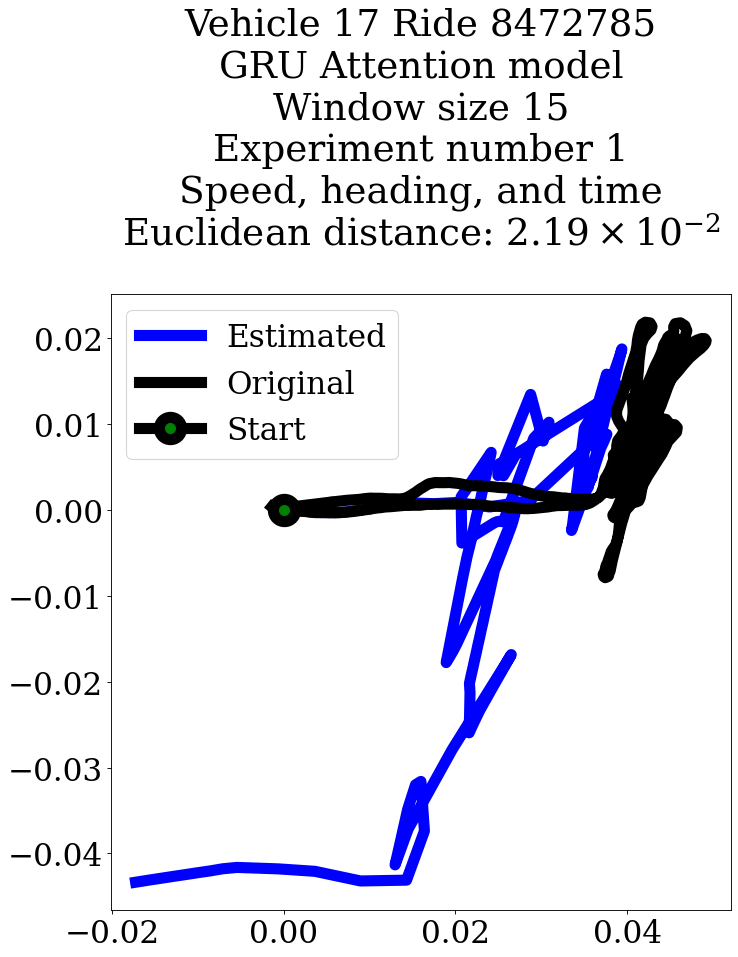 Vehicle 17 Ride 8472785
GRU Attention model
Window size 15
Experiment number 1
Speed, heading, and time
Euclidean distance: 2.19 × 10⁻²
Estimated
Original
Start
0.02
0.01
0.00
−0.01
−0.02
−0.03
−0.04
−0.02
0.00
0.02
0.04